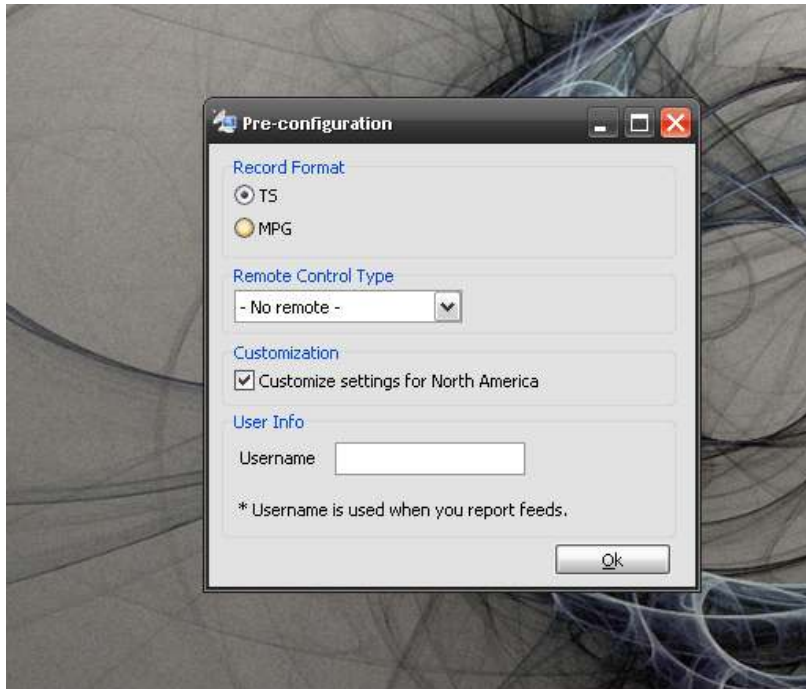 Pre-configuration
Record Format
TS
MPG
Remote Control Type
- No remote -
Customization
Customize settings for North America
User Info
Username
* Username is used when you report feeds.
Ok